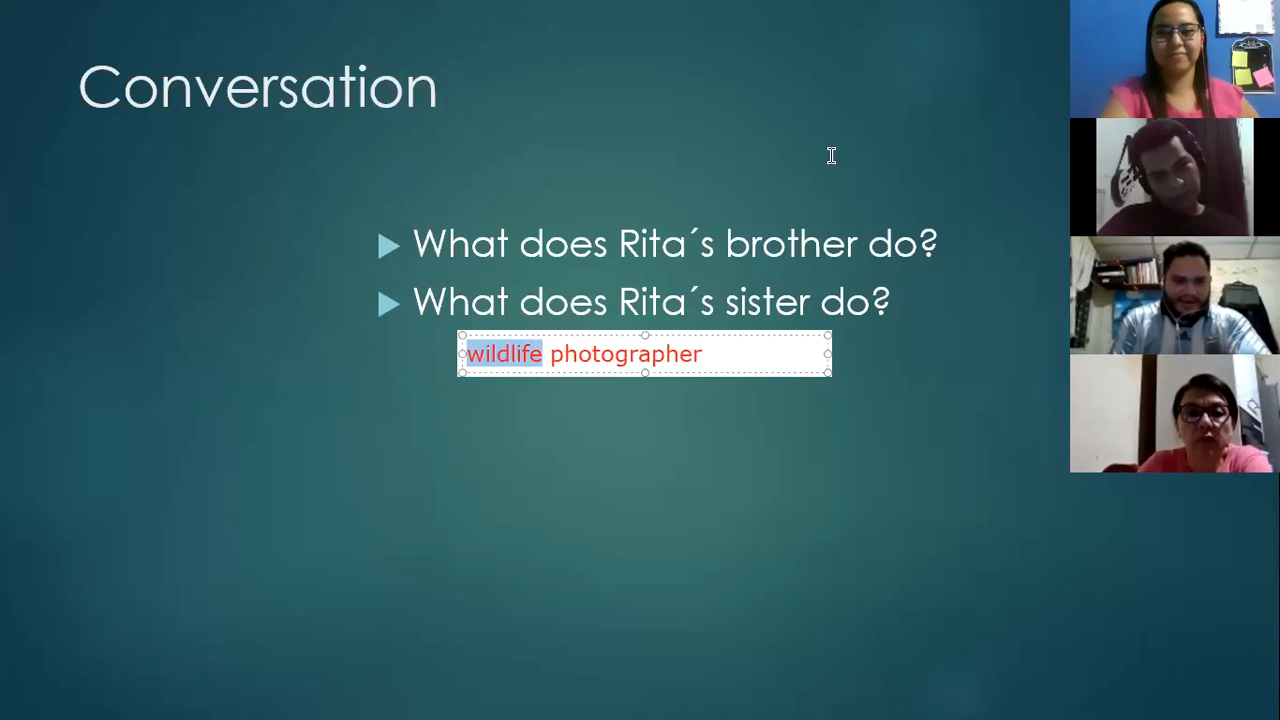 Conversation
What does Rita´s brother do?
What does Rita´s sister do?
wildlife photographer